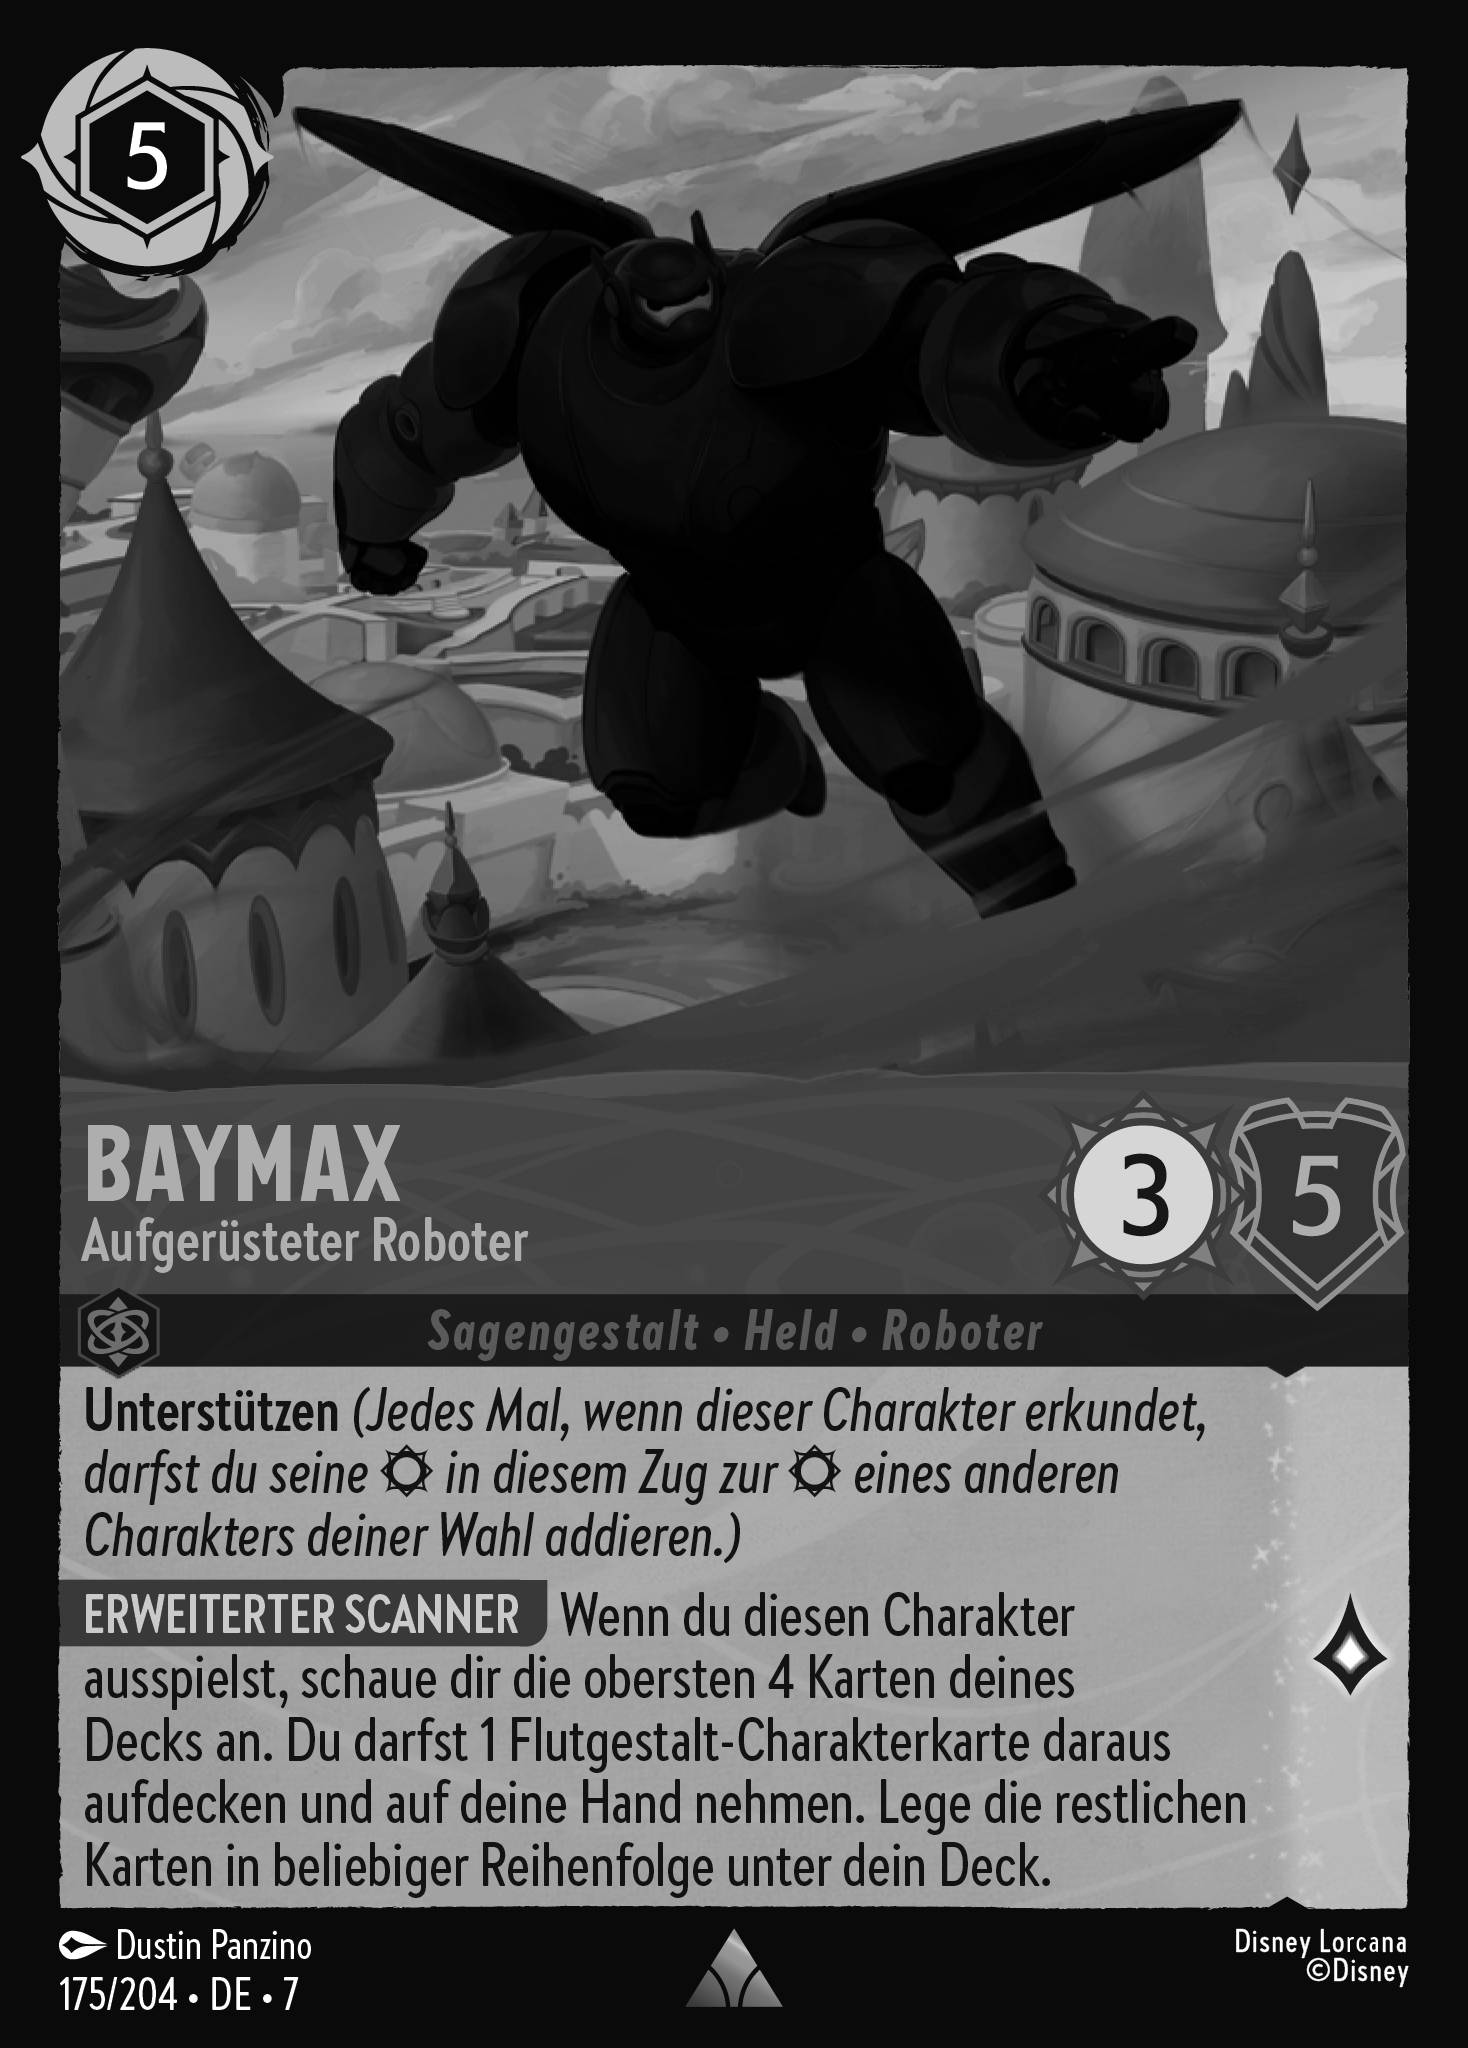 5
BAYMAX
Aufgerüsteter Roboter
3 5
Sagengestalt • Held • Roboter
Unterstützen (Jedes Mal, wenn dieser Charakter erkundet,
darfst du seine in diesem Zug zur eines anderen
Charakters deiner Wahl addieren.)
ERWEITERTER SCANNER Wenn du diesen Charakter
ausspielst, schaue dir die obersten 4 Karten deines
Decks an. Du darfst 1 Flutgestalt-Charakterkarte daraus
aufdecken und auf deine Hand nehmen. Lege die restlichen
Karten in beliebiger Reihenfolge unter dein Deck.
Dustin Panzino
175/204 • DE • 7
Disney Lorcana
©Disney